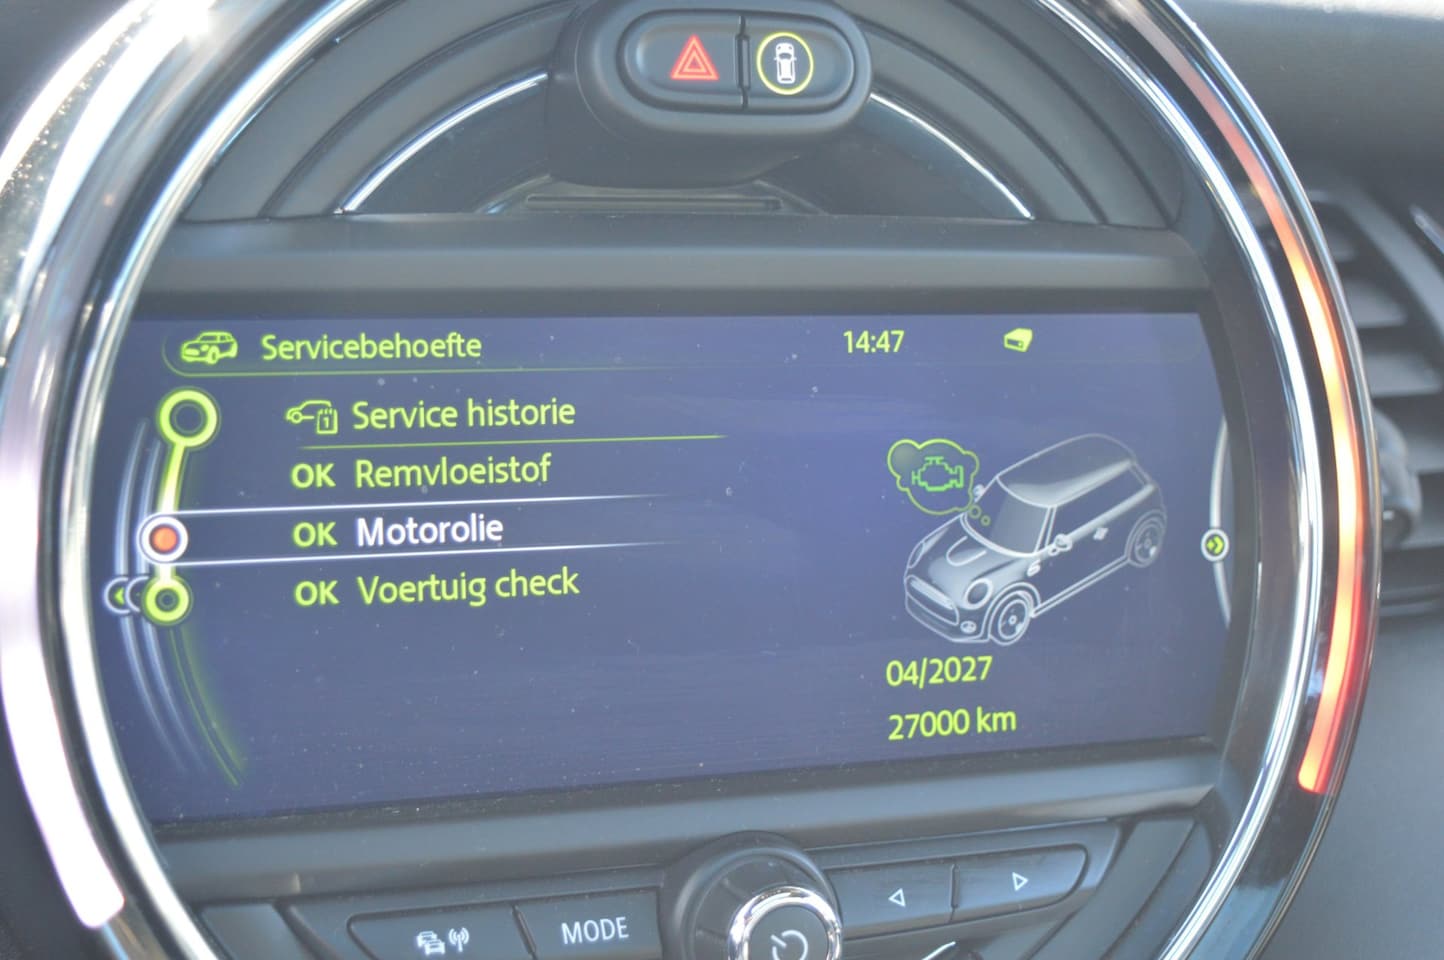 Servicebehoefte 14:47
Service historie
OK Remvloeistof
OK Motorolie
OK Voertuig check
04/2027
27000 km
MODE